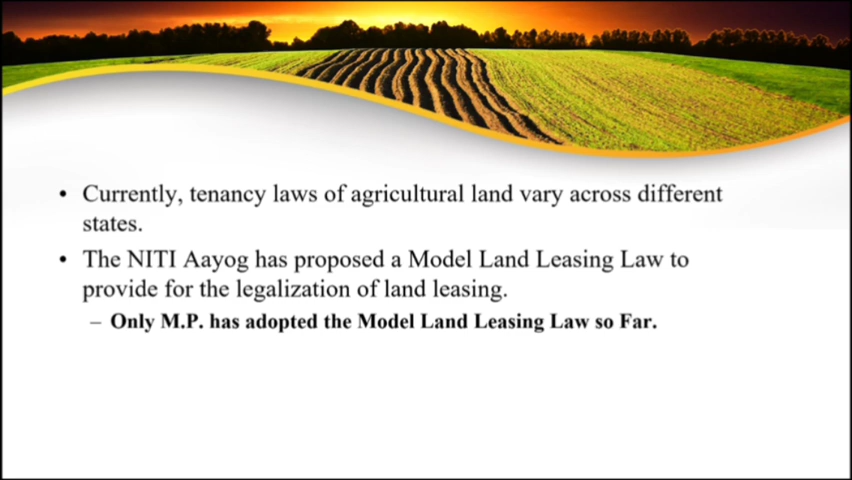 • Currently, tenancy laws of agricultural land vary across different
states.
• The NITI Aayog has proposed a Model Land Leasing Law to
provide for the legalization of land leasing.
– Only M.P. has adopted the Model Land Leasing Law so Far.